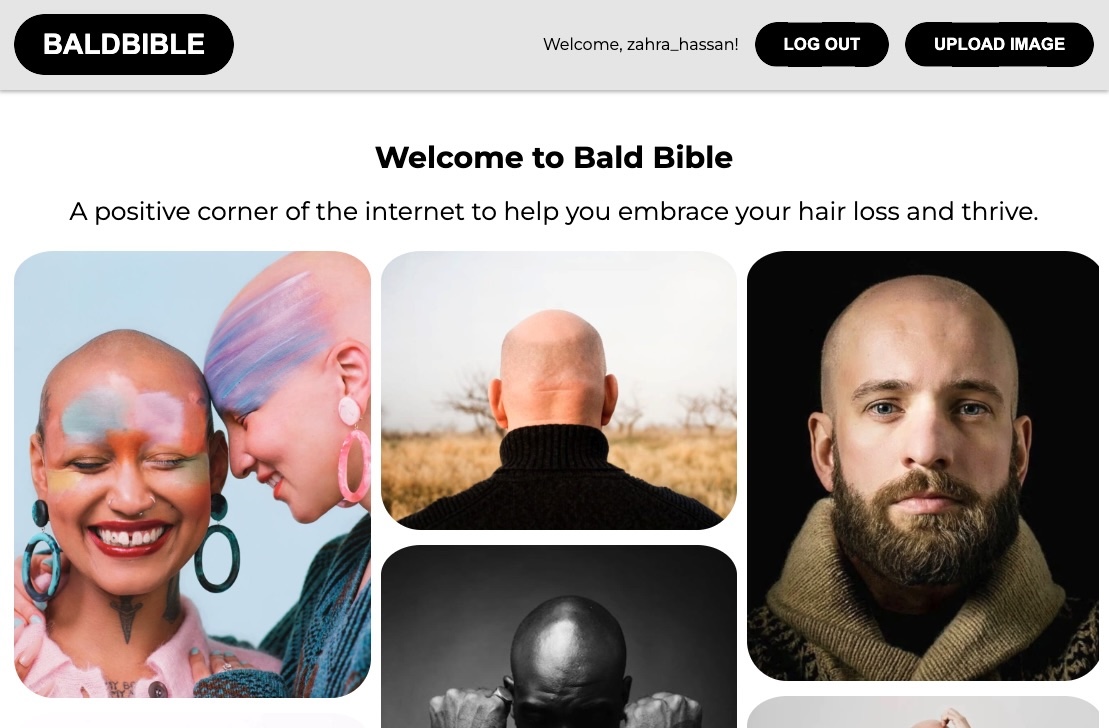 BALDBIBLE
Welcome, zahra_hassan!
LOG OUT
UPLOAD IMAGE
Welcome to Bald Bible
A positive corner of the internet to help you embrace your hair loss and thrive.